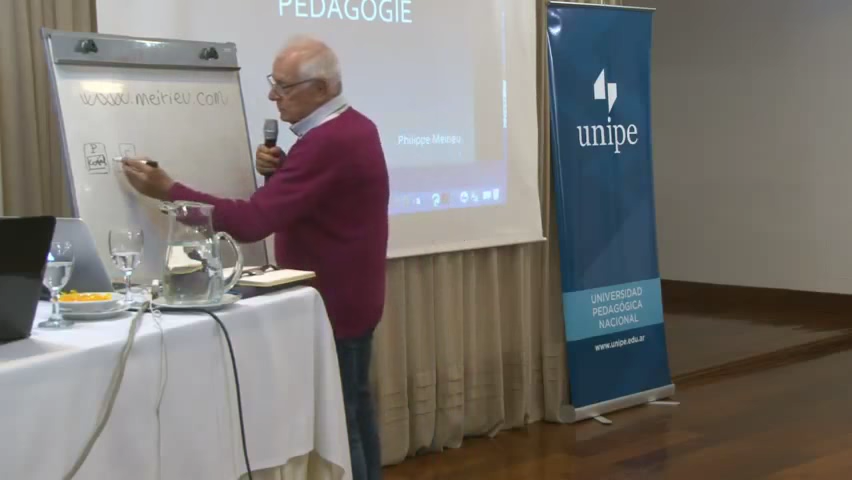 PEDAGOGIE
www.meirieu.com
P
Philippe Meirieu
unipe
UNIVERSIDAD
PEDAGÓGICA
NACIONAL
www.unipe.edu.ar